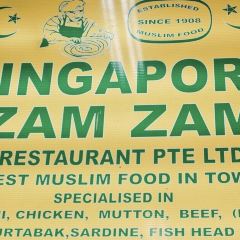 ESTABLISHED
SINCE 1908
MUSLIM FOOD
INGAPOR
ZAM ZAM
RESTAURANT PTE LTD
EST MUSLIM FOOD IN TOW
SPECIALISED IN
I, CHICKEN, MUTTON, BEEF, (
URTABAK,SARDINE, FISH HEAD